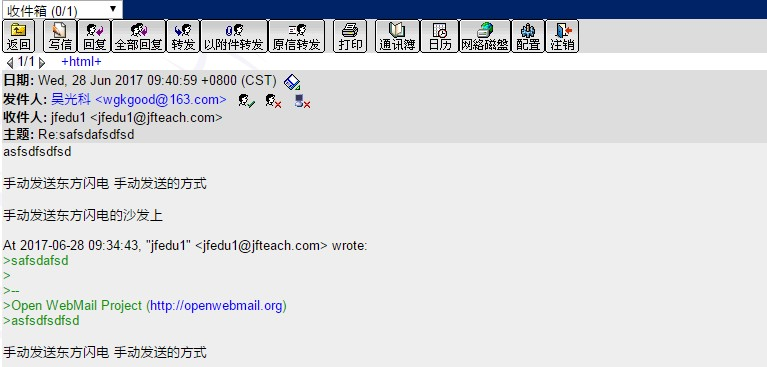 收件箱 (0/1)
返回 写信 回复 全部回复 转发 以附件转发 原信转发 打印 通讯簿 日历 网络磁盤 配置 注销
1/1 +html+
日期: Wed, 28 Jun 2017 09:40:59 +0800 (CST)
发件人: 吴光科 <wgkgood@163.com>
收件人: jfedu1 <jfedu1@jfteach.com>
主题: Re:safsdafsdfsd
asfsdfsdfsd
手动发送东方闪电 手动发送的方式
手动发送东方闪电的沙发上
At 2017-06-28 09:34:43, "jfedu1" <jfedu1@jfteach.com> wrote:
>safsdafsd
>
>--
>Open WebMail Project (http://openwebmail.org)
>asfsdfsdfsd
手动发送东方闪电 手动发送的方式